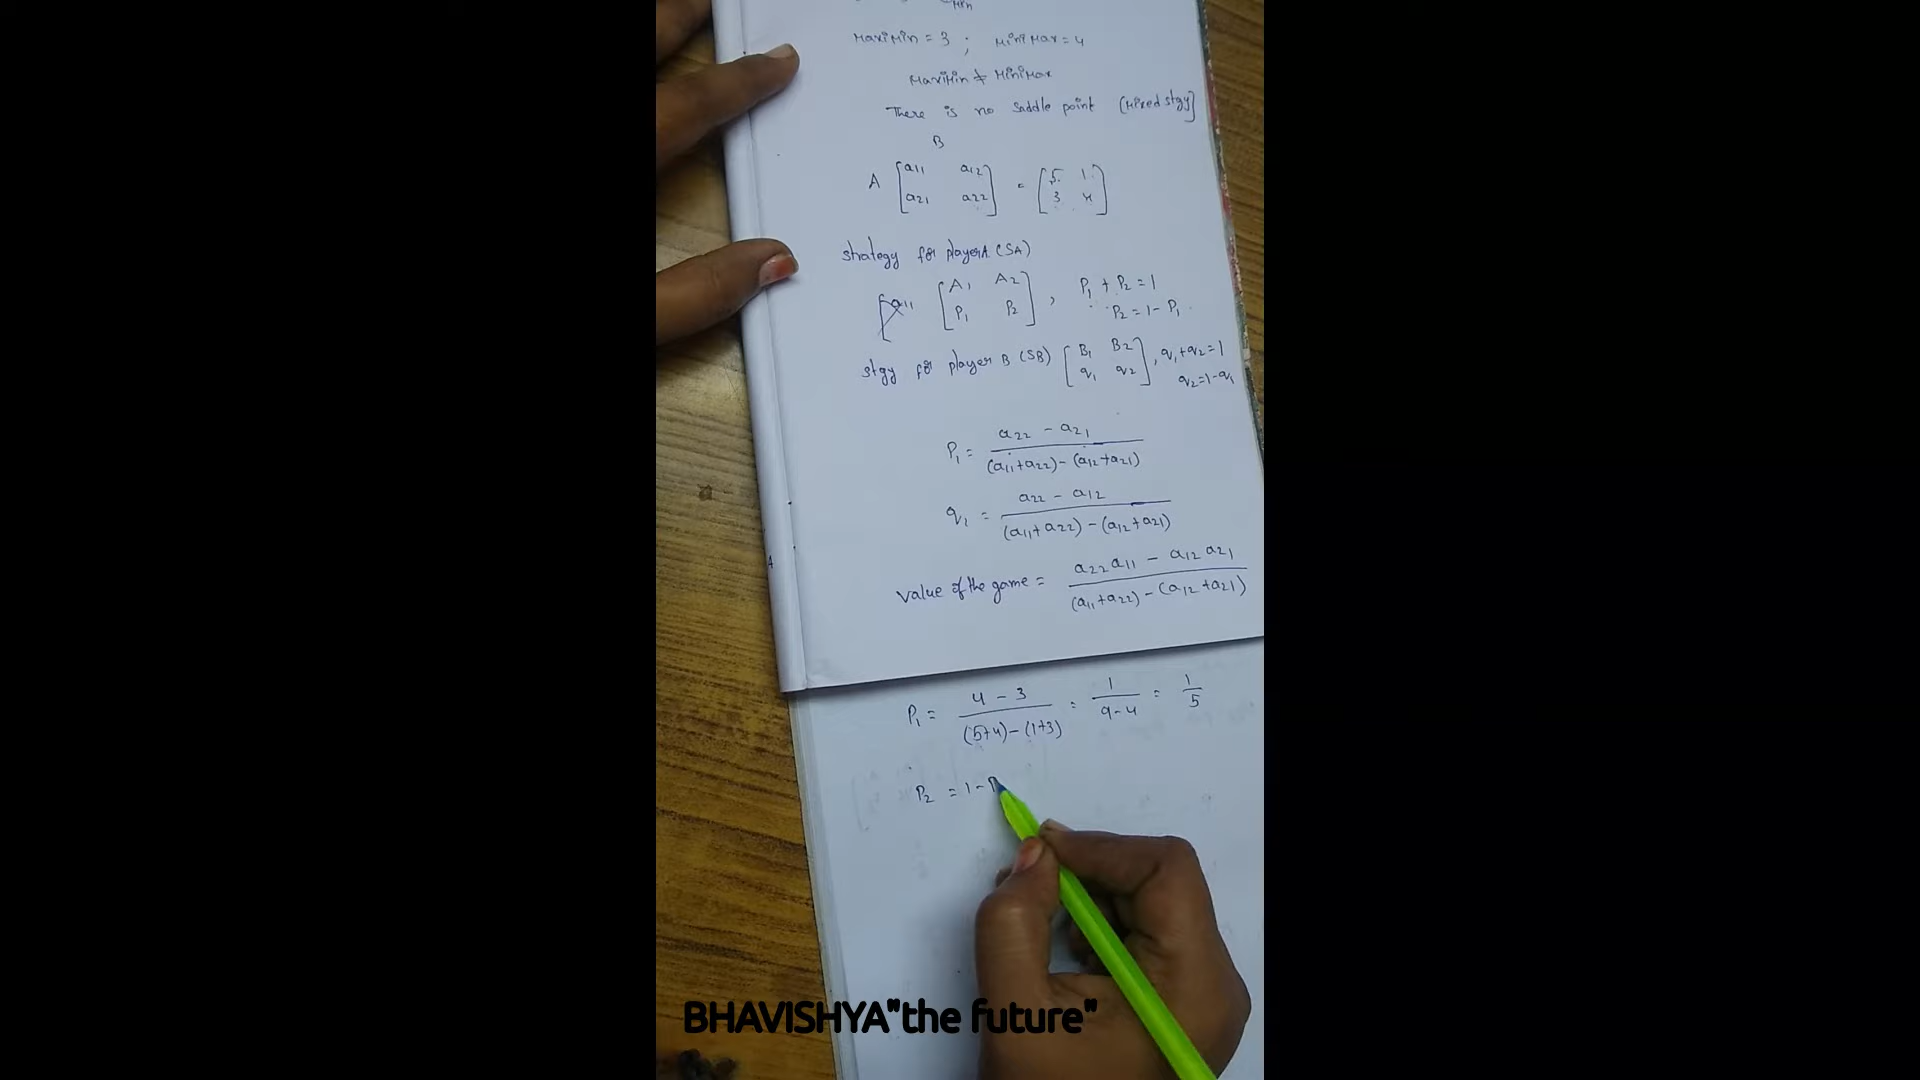 Min
MaxiMin = 3 ; MiniMax = 4
MaxiMin ≠ MiniMax
There is no saddle point (Mixed stgy]
B
A [a11 a12 = [5 1
a21 a22] 3 4]
strategy for player A (SA)
[a11 [A1 A2 , P1 + P2 = 1
P1 P2] P2 = 1 - P1
stgy for player B (SB) [B1 B2 , q1 + q2 = 1
q1 q2] q2 = 1 - q1
P1 = a22 - a21 / (a11 + a22) - (a12 + a21)
q1 = a22 - a12 / (a11 + a22) - (a12 + a21)
value of the game = a22 a11 - a12 a21 / (a11 + a22) - (a12 + a21)
P1 = 4 - 3 / (5+4) - (1+3) = 1 / 9-4 = 1/5
P2 = 1 - P
BHAVISHYA"the future"